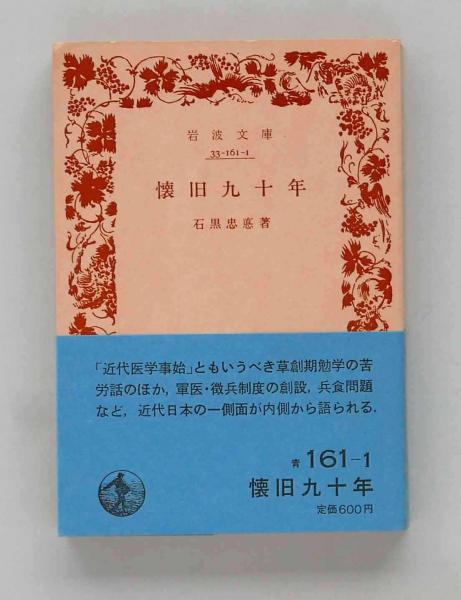 岩波文庫
33-161-1
懐旧九十年
石黒忠悳著
「近代医学事始」ともいうべき草創期勉学の苦
労話のほか，軍医・徴兵制度の創設，兵食問題
など，近代日本の一側面が内側から語られる．
青 161-1
懐旧九十年
定価600円